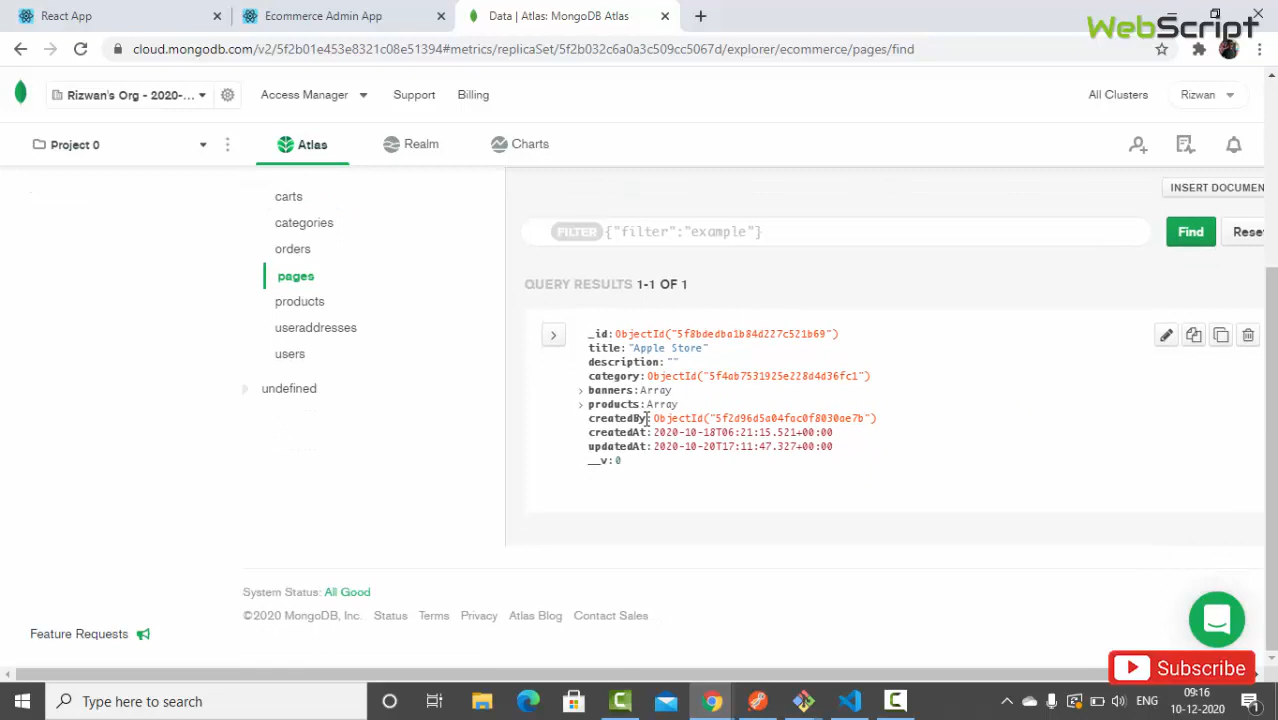 React App
Ecommerce Admin App
Data | Atlas: MongoDB Atlas
WebScript
cloud.mongodb.com/v2/5f2b01e453e8321c08e51394#metrics/replicaSet/5f2b032c6a0a3c509cc5067d/explorer/ecommerce/pages/find
Rizwan's Org - 2020-...
Access Manager
Support
Billing
All Clusters
Rizwan
Project 0
Atlas
Realm
Charts
carts
categories
orders
pages
products
useraddresses
users
undefined
INSERT DOCUMEN
FILTER {"filter":"example"}
Find
Reset
QUERY RESULTS 1-1 OF 1
_id: ObjectId("5f8bdedba1b84d227c521b69")
title: "Apple Store"
description: ""
category: ObjectId("5f4ab7531925e228d4d36fc1")
banners: Array
products: Array
createdBy: ObjectId("5f2d96d5a04fac0f8030ae7b")
createdAt: 2020-10-18T06:21:15.521+00:00
updatedAt: 2020-10-20T17:11:47.327+00:00
__v: 0
System Status: All Good
©2020 MongoDB, Inc. Status Terms Privacy Atlas Blog Contact Sales
Feature Requests
Subscribe
Type here to search
ENG
09:16
10-12-2020